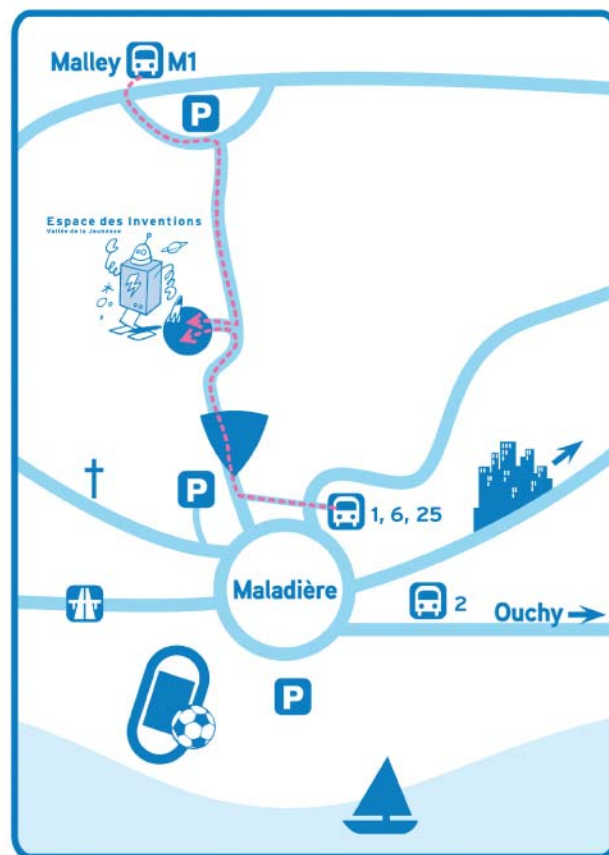 Malley M1
P
Espace des Inventions
Vallée de la Jeunesse
P
1, 6, 25
Maladière
2
Ouchy
P